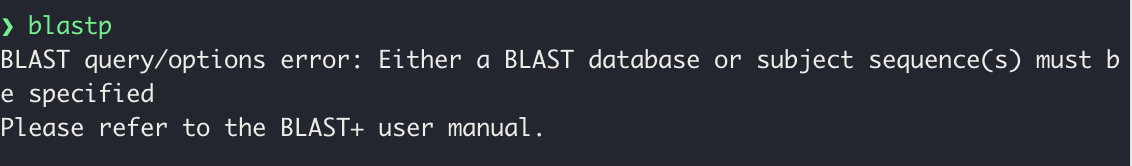 ❯ blastp
BLAST query/options error: Either a BLAST database or subject sequence(s) must b
e specified
Please refer to the BLAST+ user manual.